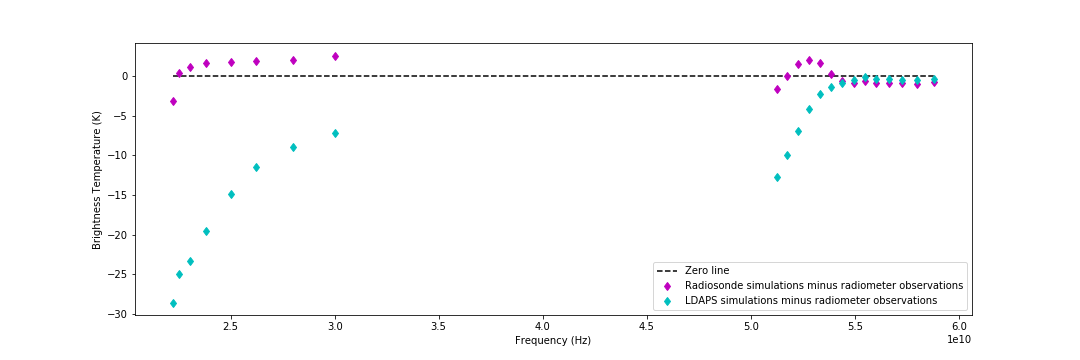 0
−5
−10
−15
−20
−25
−30
Brightness Temperature (K)
Zero line
Radiosonde simulations minus radiometer observations
LDAPS simulations minus radiometer observations
2.5
3.0
3.5
4.0
4.5
5.0
5.5
6.0
1e10
Frequency (Hz)